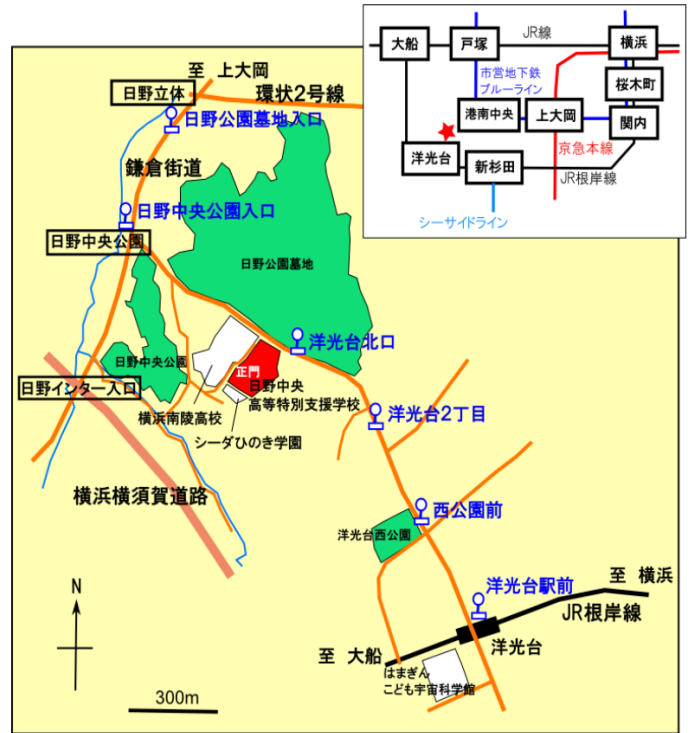 大船
戸塚
JR線
横浜
市営地下鉄
ブルーライン
桜木町
港南中央
上大岡
関内
洋光台
新杉田
京急本線
JR根岸線
シーサイドライン
至 上大岡
日野立体
環状2号線
日野公園墓地入口
鎌倉街道
日野中央公園入口
日野中央公園
日野公園墓地
洋光台北口
日野中央公園
正門
日野インター入口
日野中央
高等特別支援学校
横浜南陵高校
シーダひのき学園
洋光台2丁目
横浜横須賀道路
西公園前
洋光台西公園
N
洋光台駅前
至 横浜
JR根岸線
洋光台
至 大船
はまぎん
こども宇宙科学館
300m